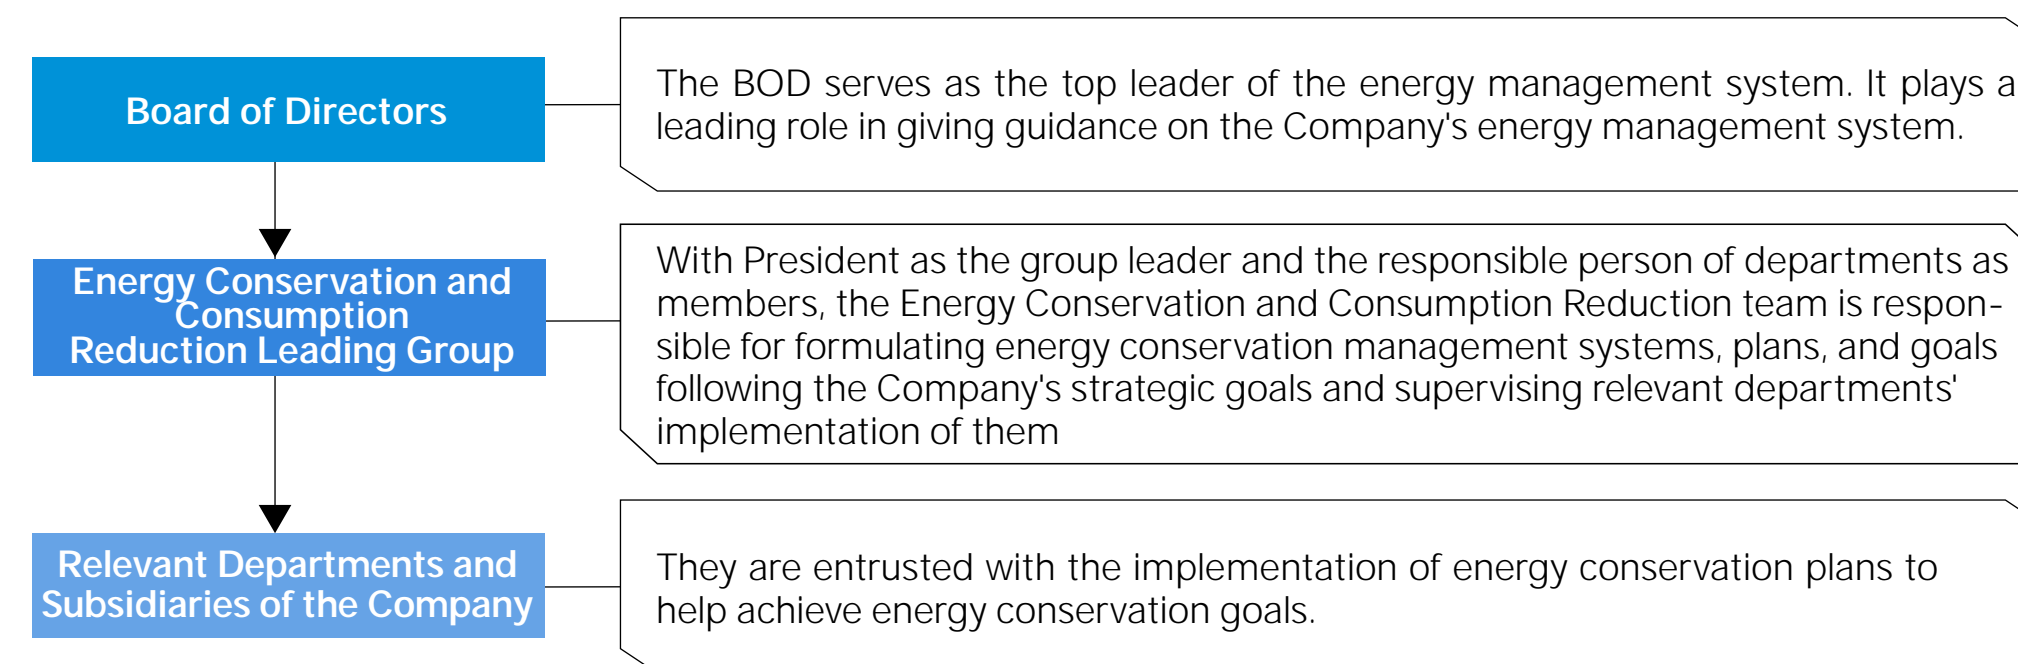 Board of Directors
The BOD serves as the top leader of the energy management system. It plays a
leading role in giving guidance on the Company's energy management system.
Energy Conservation and
Consumption
Reduction Leading Group
With President as the group leader and the responsible person of departments as
members, the Energy Conservation and Consumption Reduction team is respon-
sible for formulating energy conservation management systems, plans, and goals
following the Company's strategic goals and supervising relevant departments'
implementation of them
Relevant Departments and
Subsidiaries of the Company
They are entrusted with the implementation of energy conservation plans to
help achieve energy conservation goals.